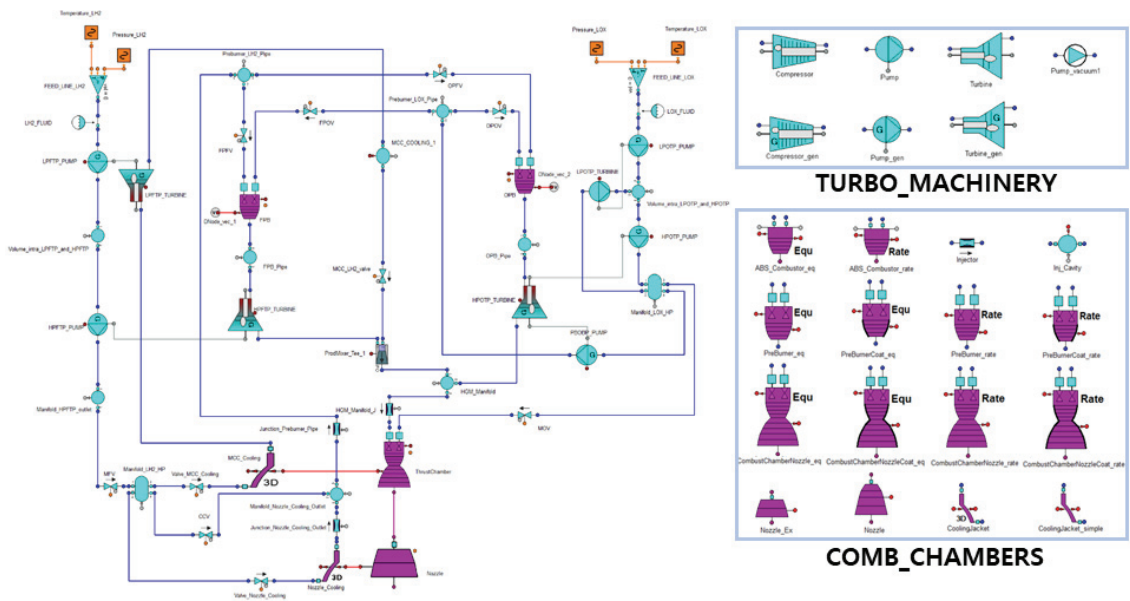 Temperature_LH2
Pressure_LH2
FEED_LINE_LH2
LH2_FLUID
LPFTP_PUMP
LPFTP_TURBINE
Volume_intra_LPFTP_and_HPFTP
HPFTP_PUMP
Manifold_HPFTP_outlet
MFV
Manifold_LH2_HP
Valve_MCC_Cooling
CCV
Valve_Nozzle_Cooling
MCC_Cooling
3D
Preburner_LH2_Pipe
OPFV
Preburner_LOX_Pipe
FPOV
OPOV
FPFV
MCC_COOLING_1
FPB
DNode_vec_1
FPB_Pipe
HPFTP_TURBINE
MCC_LH2_valve
PredMixer_Tee_1
HGM_Manifold
HGM_Manifold_J
Junction_Preburner_Pipe
ThrustChamber
Manifold_Nozzle_Cooling_Outlet
Junction_Nozzle_Cooling_Outlet
3D
Nozzle_Cooling
Nozzle
MOV
OPB
DNode_vec_2
OPB_Pipe
HPOTP_TURBINE
Pressure_LOX
Temperature_LOX
FEED_LINE_LOX
LOX_FLUID
LPOTP_PUMP
LPOTP_TURBINE
Volume_intra_LPOTP_and_HPOTP
HPOTP_PUMP
Manifold_LOX_HP
G
Compressor
Pump
Turbine
Pump_vacuum1
G
G
G
Compressor_gen
Pump_gen
Turbine_gen
TURBO_MACHINERY
Equ
Rate
ABS_Combustor_eq
ABS_Combustor_rate
Injector
Inj_Cavity
Equ
Equ
Rate
Rate
PreBurner_eq
PreBurnerCoat_eq
PreBurner_rate
PreBurnerCoat_rate
Equ
Equ
Rate
Rate
CombustChamberNozzle_eq
CombustChamberNozzleCoat_eq
CombustChamberNozzle_rate
CombustChamberNozzleCoat_rate
3D
Nozzle_Ex
Nozzle
CoolingJacket
CoolingJacket_simple
COMB_CHAMBERS